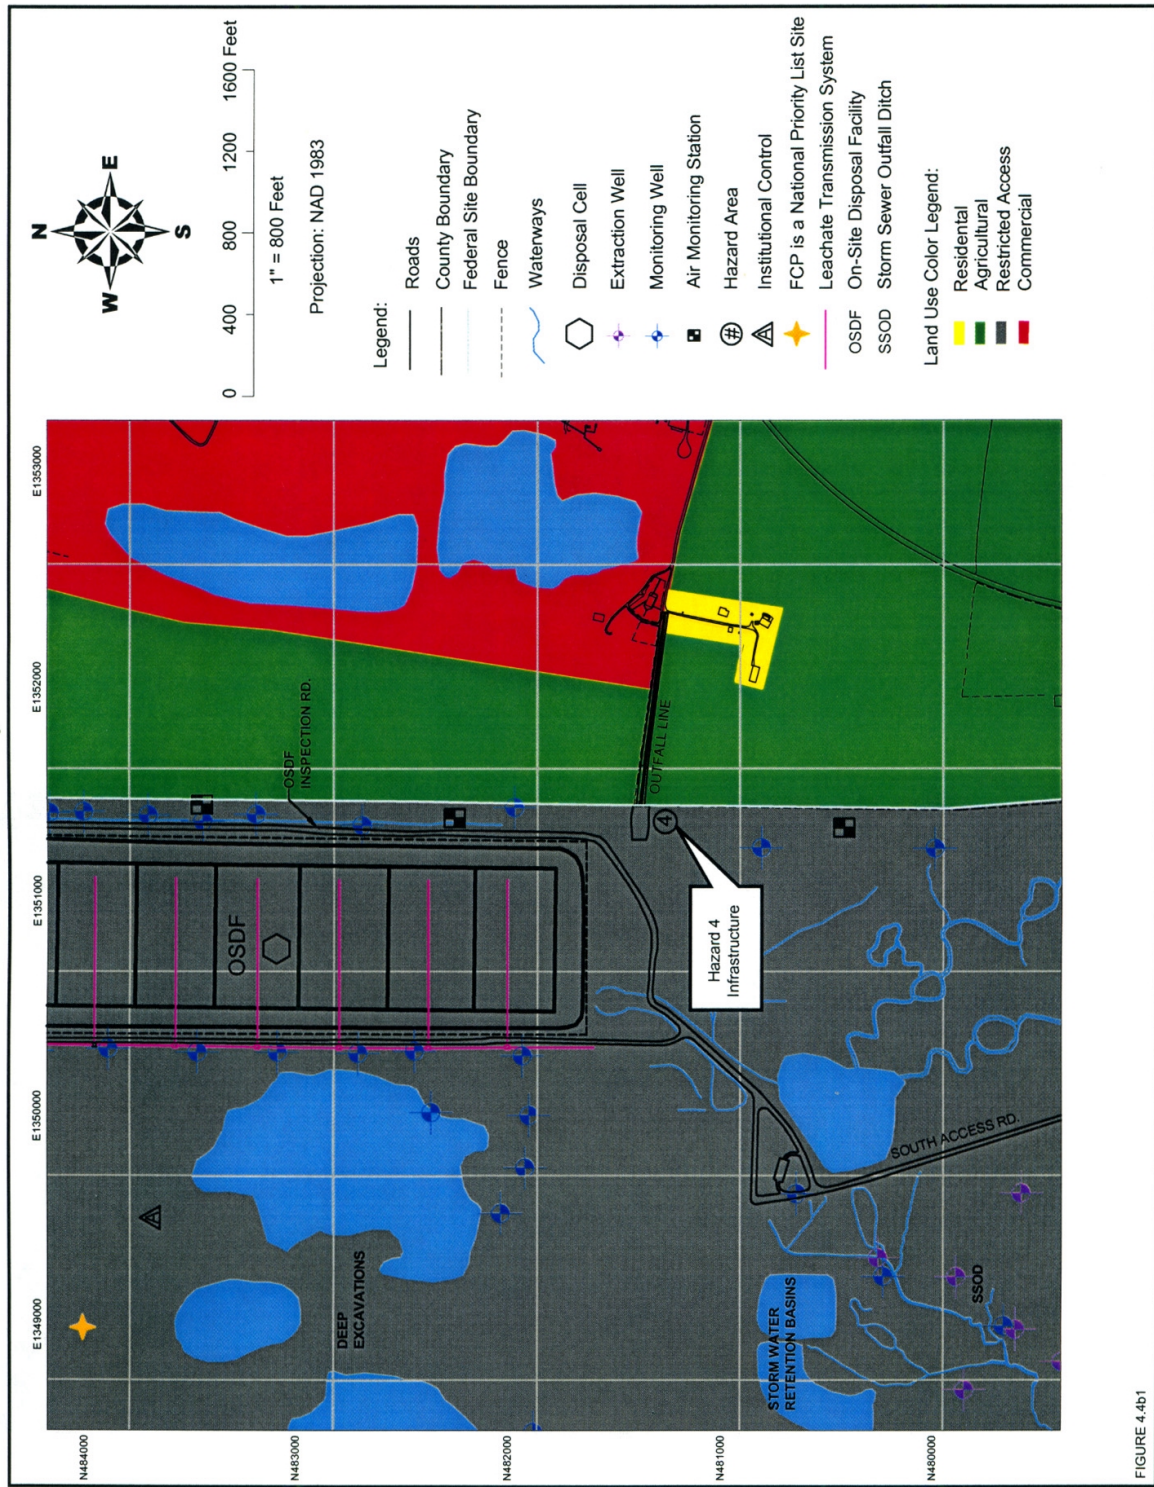 N
W
E
S
0
400
800
1200
1600 Feet
1" = 800 Feet
Projection: NAD 1983
Legend:
Roads
County Boundary
Federal Site Boundary
Fence
Waterways
Disposal Cell
Extraction Well
Monitoring Well
Air Monitoring Station
# Hazard Area
A Institutional Control
FCP is a National Priority List Site
Leachate Transmission System
OSDF On-Site Disposal Facility
SSOD Storm Sewer Outfall Ditch
Land Use Color Legend:
Residental
Agricultural
Restricted Access
Commercial
E1349000
E1350000
E1351000
E1352000
E1353000
N484000
N483000
N482000
N481000
N480000
A
OSDF
OSDF
INSPECTION RD.
DEEP
EXCAVATIONS
OUTFALL LINE
4
Hazard 4
Infrastructure
STORM WATER
RETENTION BASINS
SOUTH ACCESS RD.
SSOD
FIGURE 4.4b1